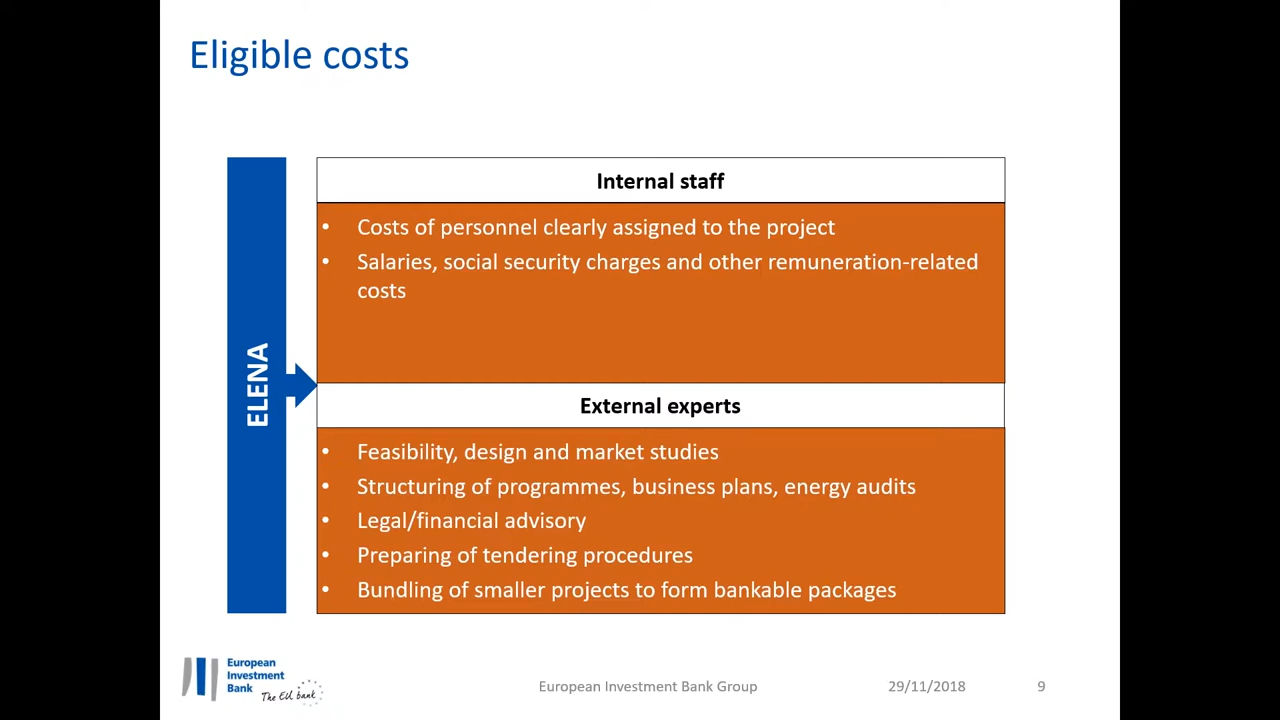 Eligible costs
ELENA
Internal staff
• Costs of personnel clearly assigned to the project
• Salaries, social security charges and other remuneration-related
costs
External experts
• Feasibility, design and market studies
• Structuring of programmes, business plans, energy audits
• Legal/financial advisory
• Preparing of tendering procedures
• Bundling of smaller projects to form bankable packages
European
Investment
Bank
The EU bank
European Investment Bank Group
29/11/2018
9